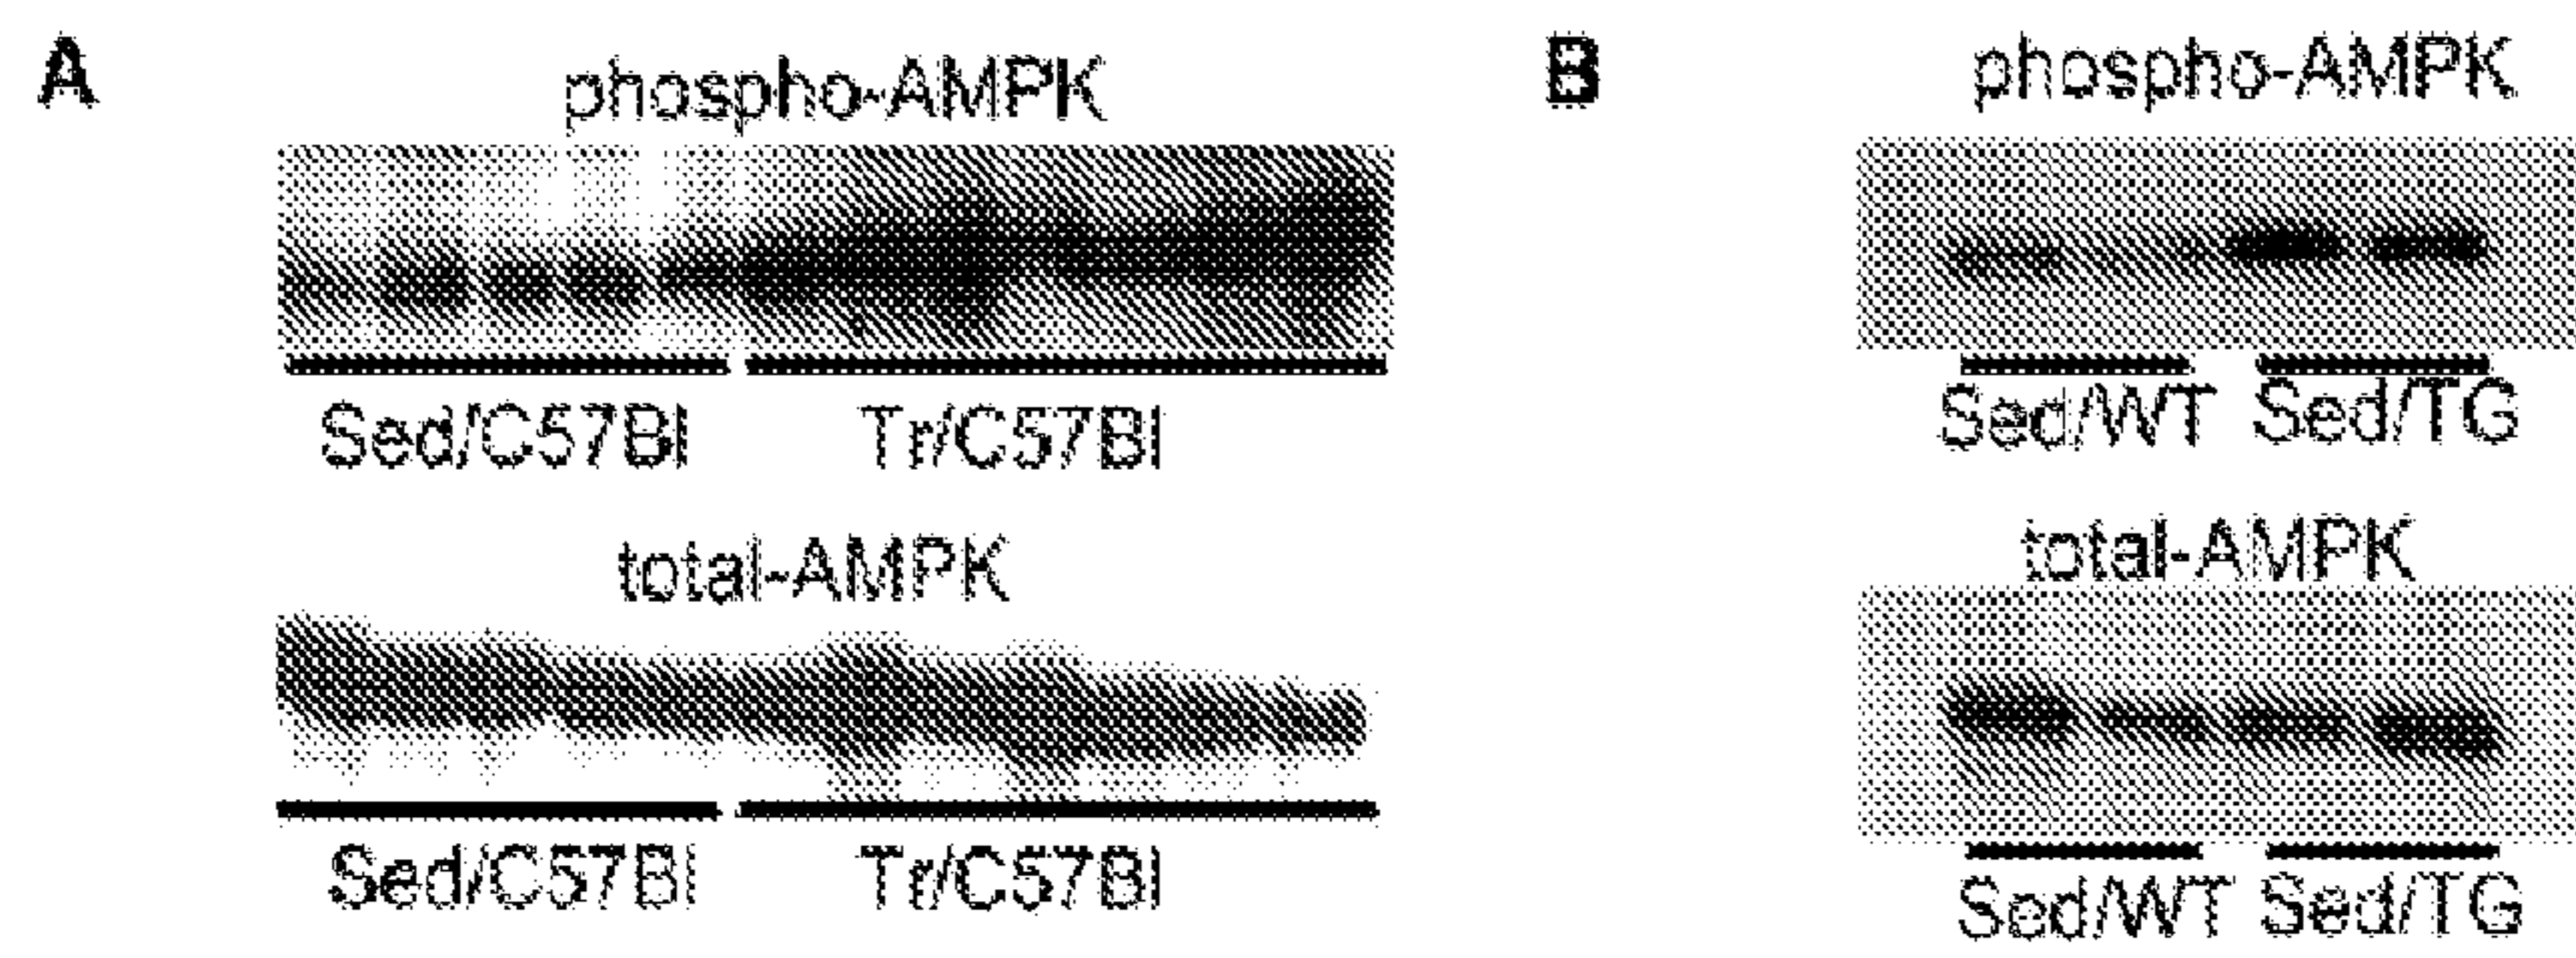 A
phospho-AMPK
Sed/C57Bl Tr/C57Bl
total-AMPK
Sed/C57Bl Tr/C57Bl
B
phospho-AMPK
Sed/WT Sed/TG
total-AMPK
Sed/WT Sed/TG